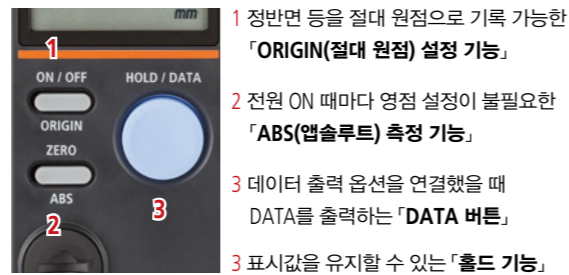 mm
1
ON / OFF
HOLD / DATA
ORIGIN
ZERO
ABS
2
3
1 정반면 등을 절대 원점으로 기록 가능한
「ORIGIN(절대 원점) 설정 기능」
2 전원 ON 때마다 영점 설정이 불필요한
「ABS(앱솔루트) 측정 기능」
3 데이터 출력 옵션을 연결했을 때
DATA를 출력하는 「DATA 버튼」
3 표시값을 유지할 수 있는 「홀드 기능」